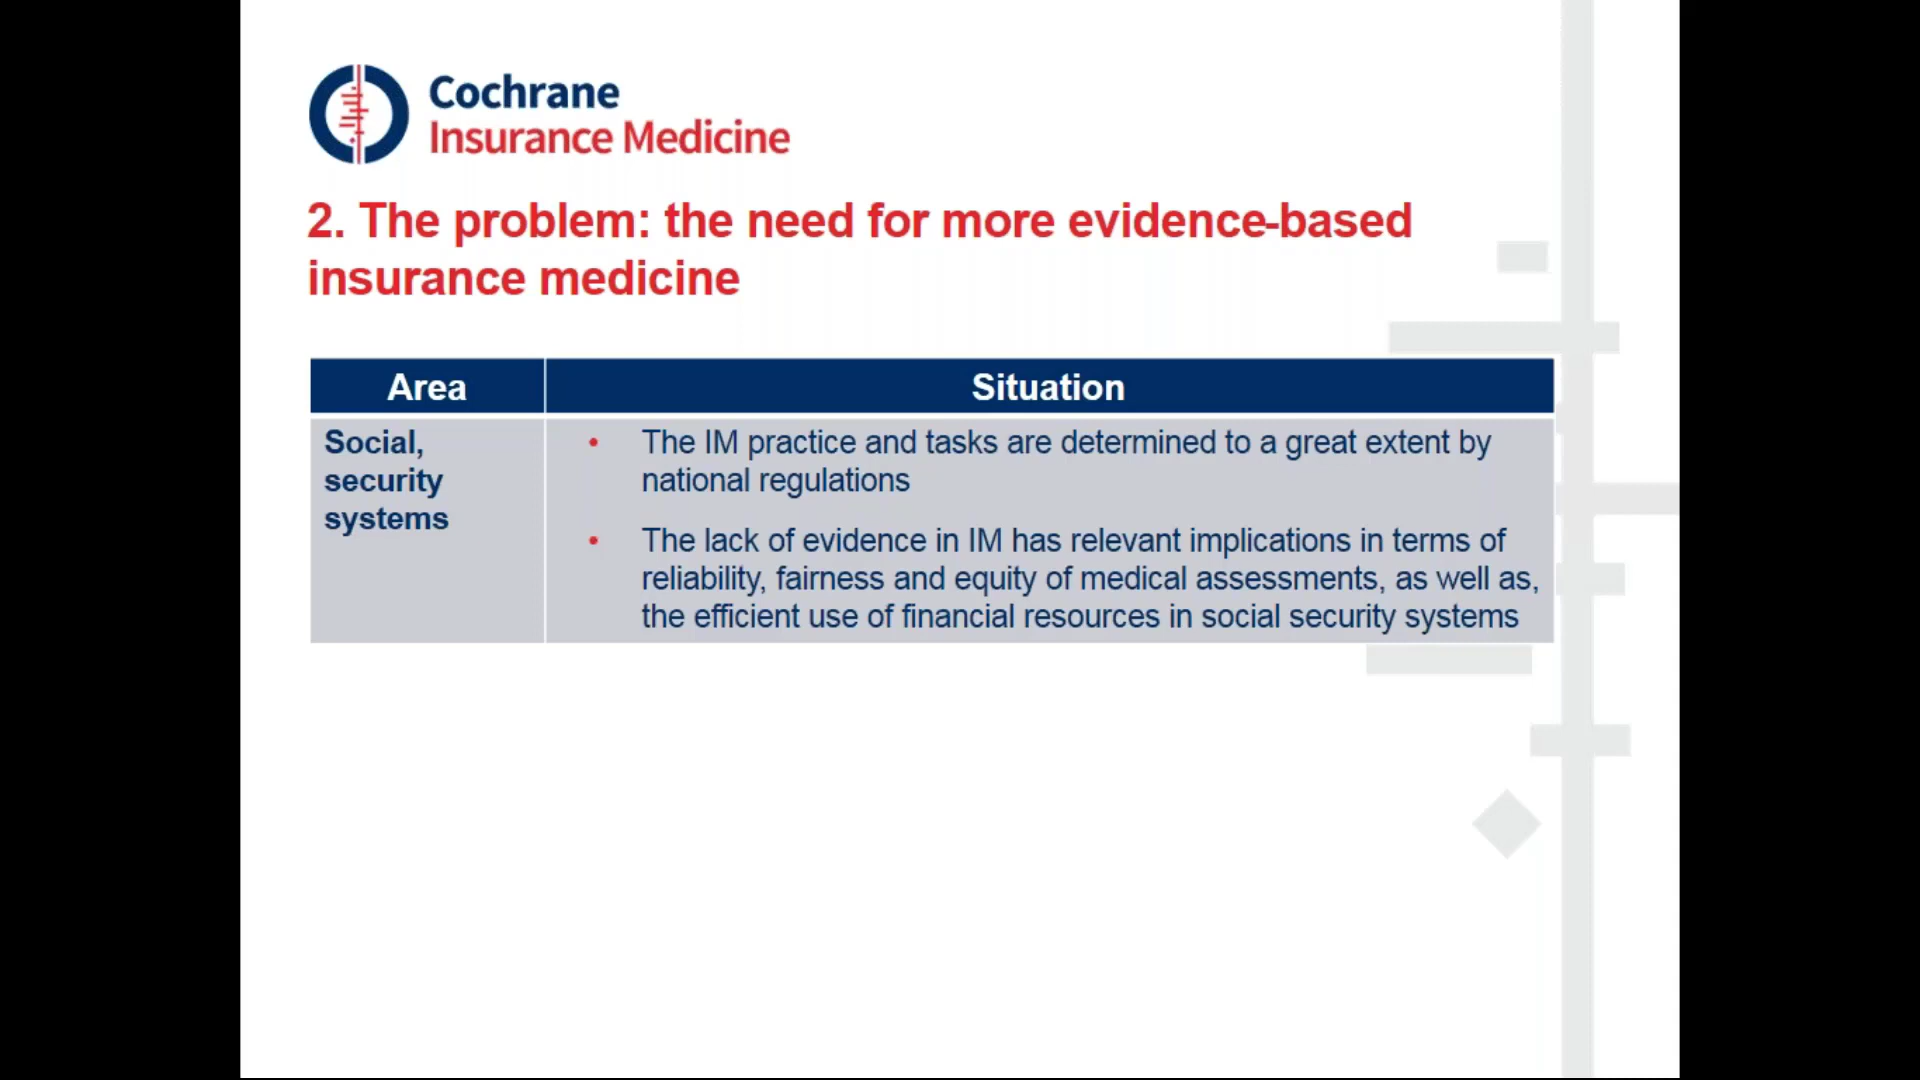 Cochrane
Insurance Medicine
2. The problem: the need for more evidence-based
insurance medicine
Area
Situation
Social,
security
systems
• The IM practice and tasks are determined to a great extent by
national regulations
• The lack of evidence in IM has relevant implications in terms of
reliability, fairness and equity of medical assessments, as well as,
the efficient use of financial resources in social security systems